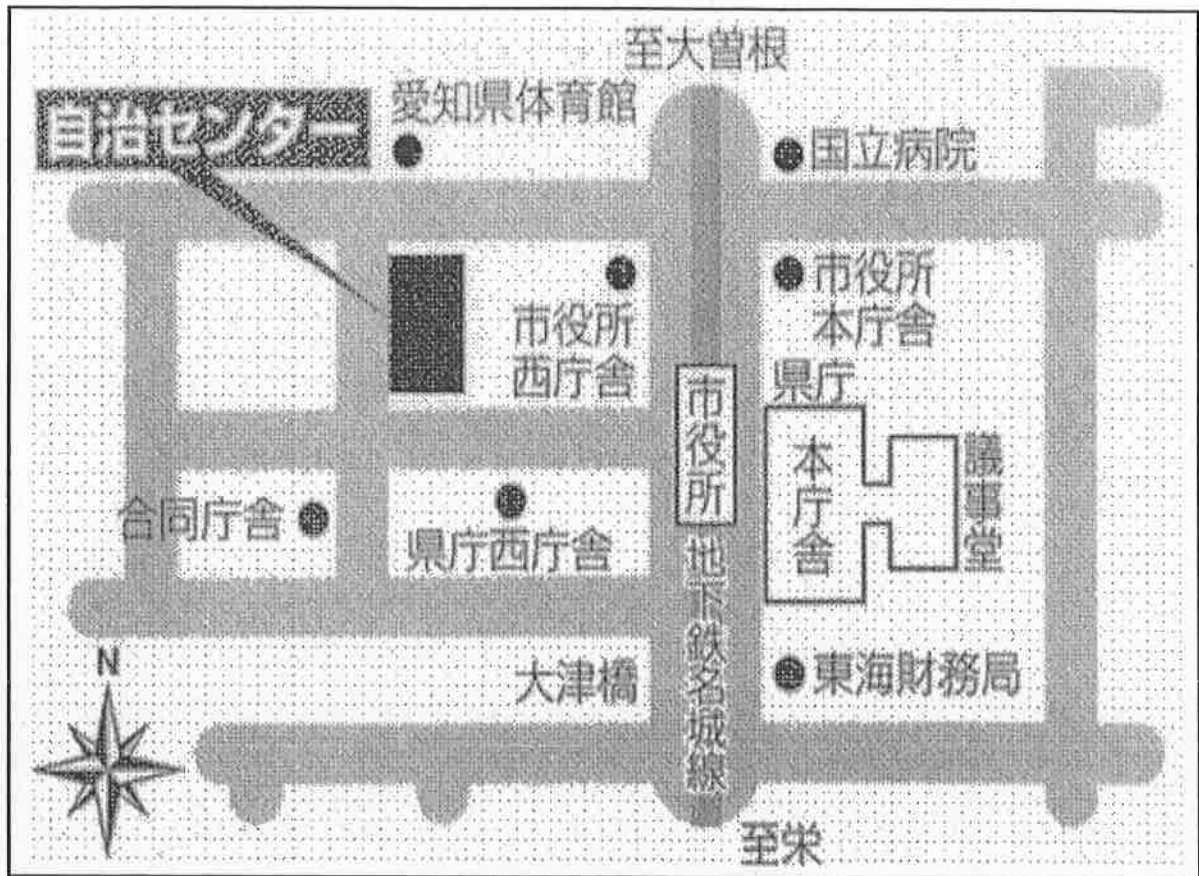 至大曽根
愛知県体育館
自治センター
国立病院
市役所
西庁舎
市役所
本庁舎
県庁
市役所
本庁舎
議事堂
合同庁舎
県庁西庁舎
地下鉄名城線
大津橋
東海財務局
N
至栄